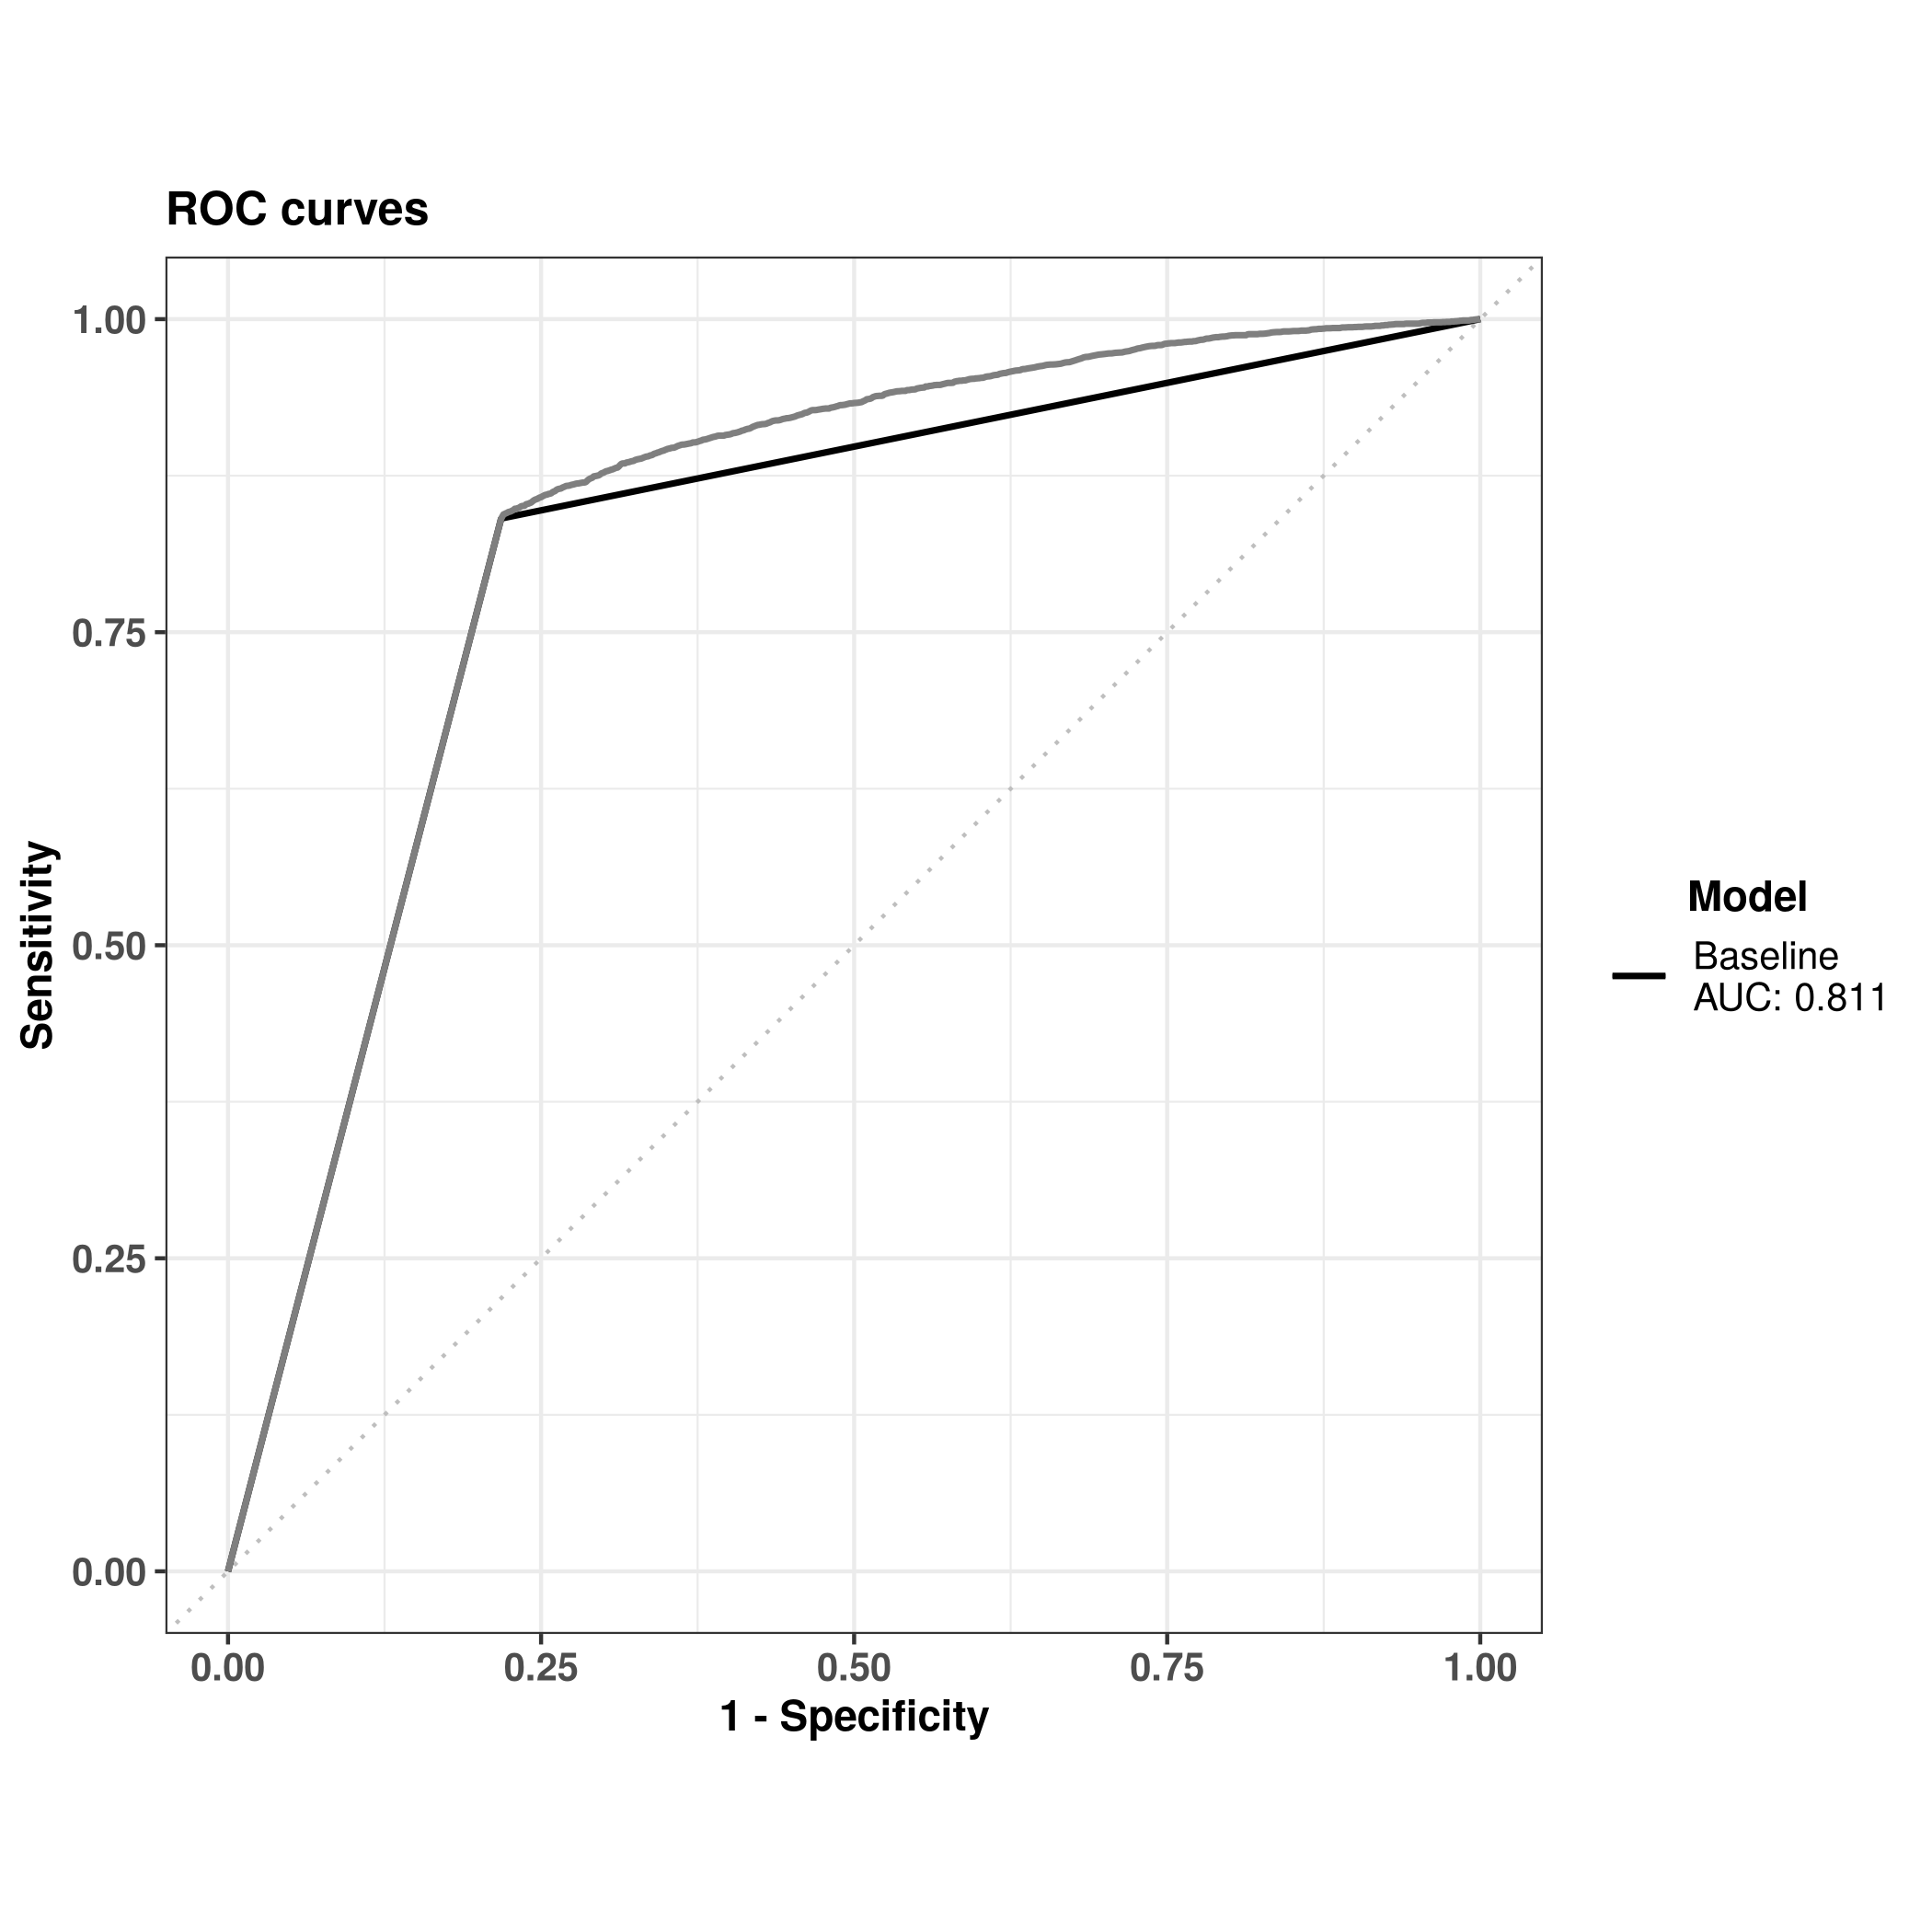 ROC curves
1.00
0.75
0.50
0.25
0.00
Sensitivity
0.00 0.25 0.50 0.75 1.00
1 - Specificity
Model
Baseline
AUC: 0.811